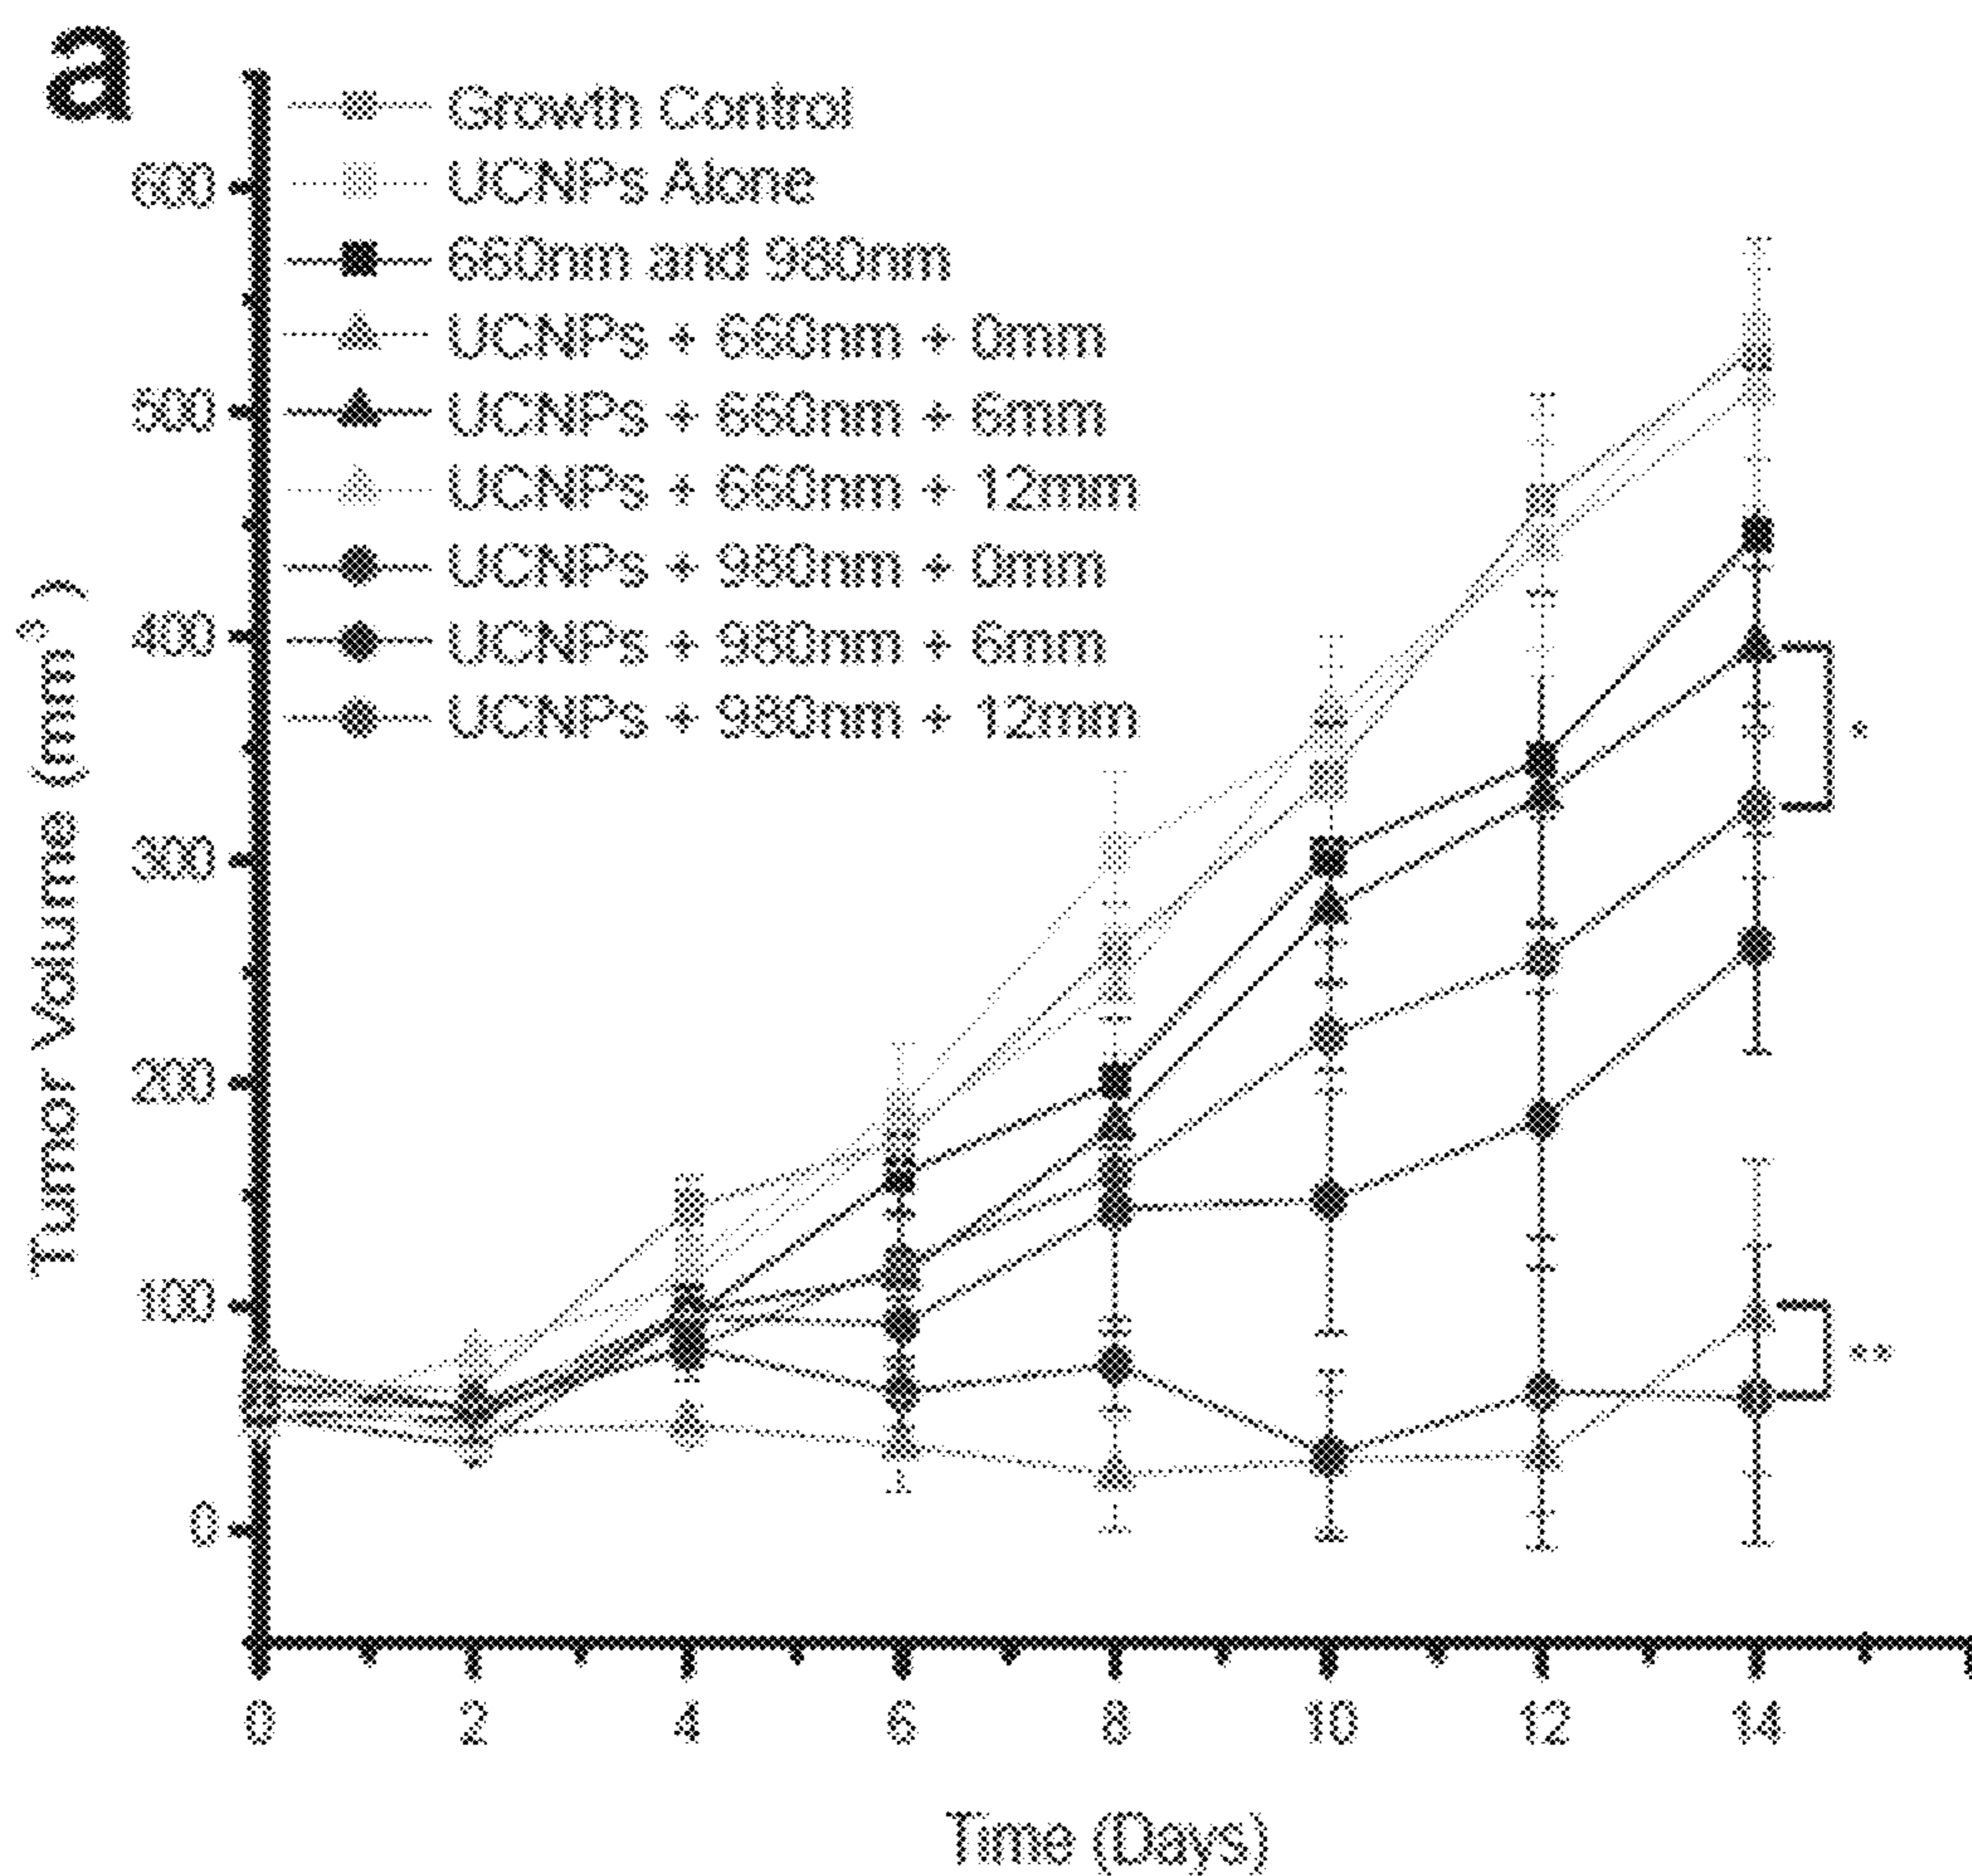 a
Growth Control
UCNPs Alone
660nm and 980nm
UCNPs + 660nm + 0mm
UCNPs + 660nm + 6mm
UCNPs + 660nm + 12mm
UCNPs + 980nm + 0mm
UCNPs + 980nm + 6mm
UCNPs + 980nm + 12mm
600
500
400
300
200
100
0
Tumor Volume (mm³)
*
**
0 2 4 6 8 10 12 14
Time (Days)